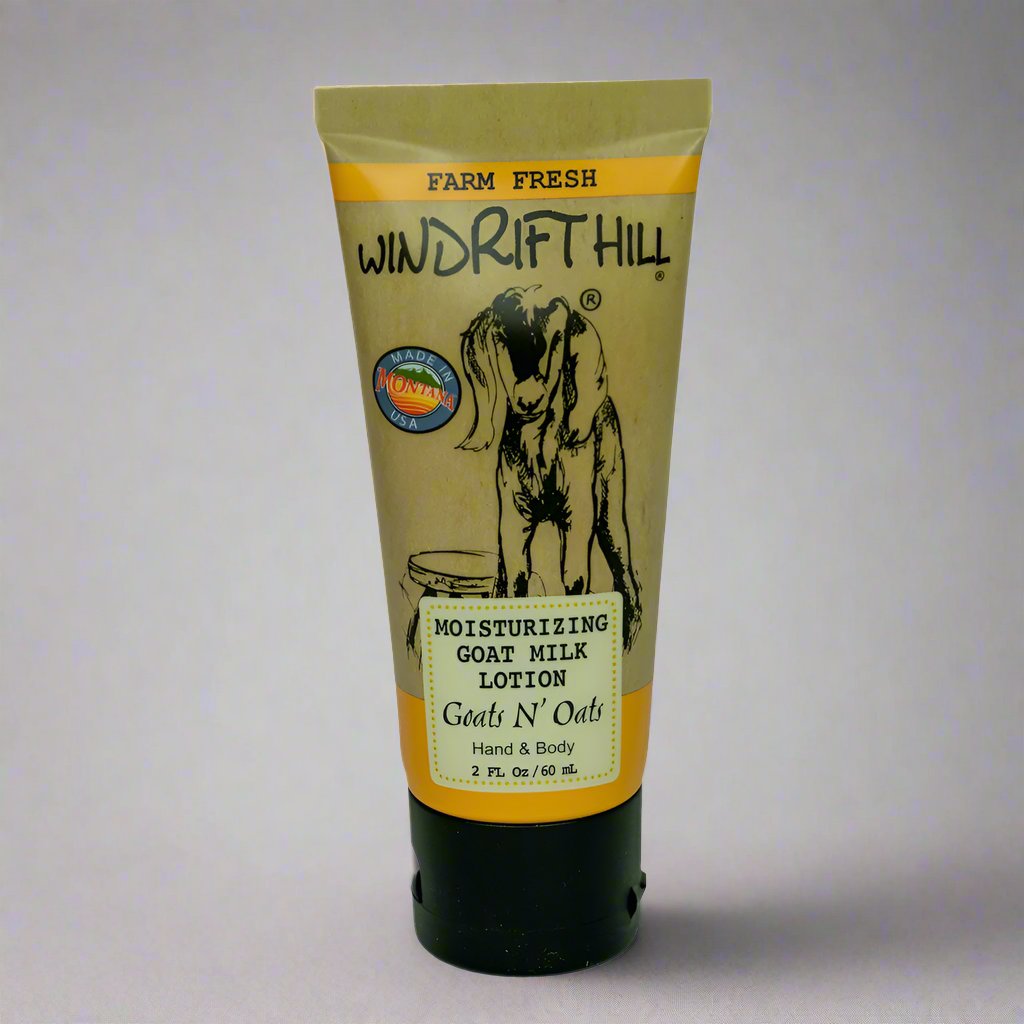 FARM FRESH
WINDRIFT HILL ®
®
MADE IN
MONTANA
USA
MOISTURIZING
GOAT MILK
LOTION
Goats N' Oats
Hand & Body
2 FL Oz / 60 mL